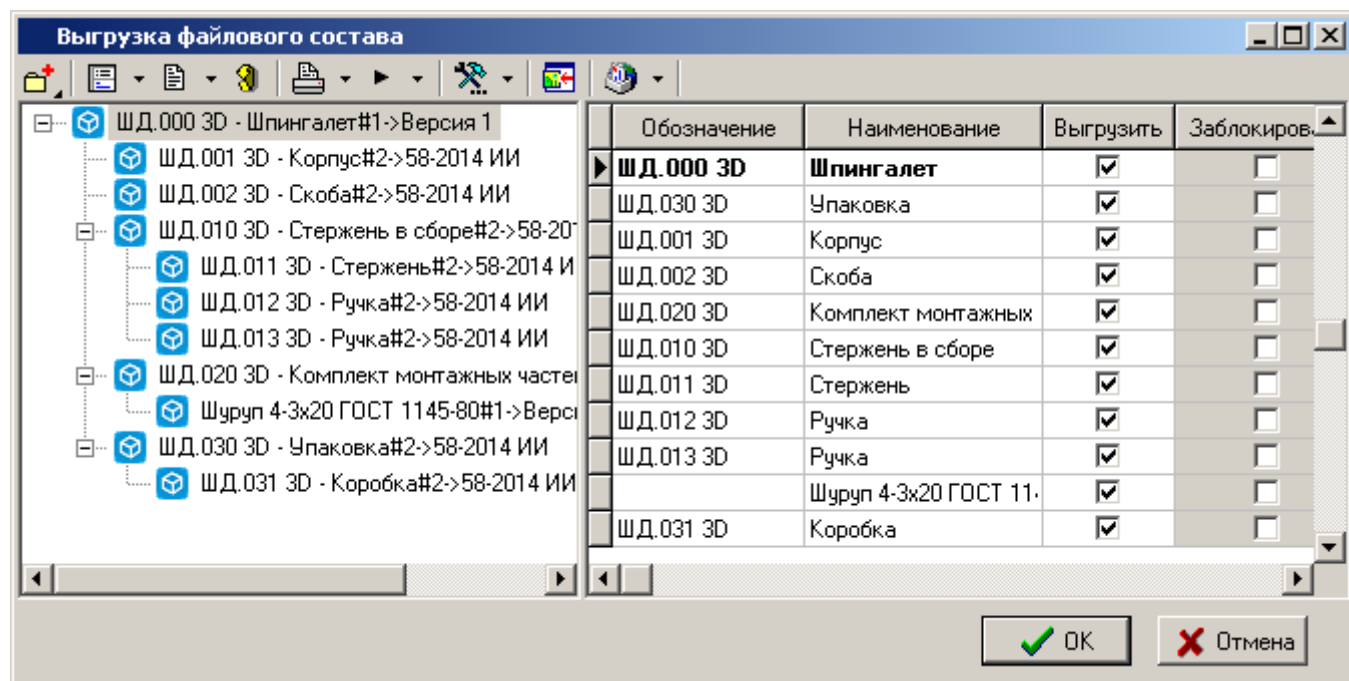 Выгрузка файлового состава
ШД.000 3D - Шпингалет#1->Версия 1
ШД.001 3D - Корпус#2->58-2014 ИИ
ШД.002 3D - Скоба#2->58-2014 ИИ
ШД.010 3D - Стержень в сборе#2->58-20
ШД.011 3D - Стержень#2->58-2014 И
ШД.012 3D - Ручка#2->58-2014 ИИ
ШД.013 3D - Ручка#2->58-2014 ИИ
ШД.020 3D - Комплект монтажных часте
Шуруп 4-3х20 ГОСТ 1145-80#1->Верс
ШД.030 3D - Упаковка#2->58-2014 ИИ
ШД.031 3D - Коробка#2->58-2014 ИИ
Обозначение Наименование Выгрузить Заблокиров
ШД.000 3D Шпингалет
ШД.030 3D Упаковка
ШД.001 3D Корпус
ШД.002 3D Скоба
ШД.020 3D Комплект монтажных
ШД.010 3D Стержень в сборе
ШД.011 3D Стержень
ШД.012 3D Ручка
ШД.013 3D Ручка
Шуруп 4-3х20 ГОСТ 11
ШД.031 3D Коробка
OK Отмена